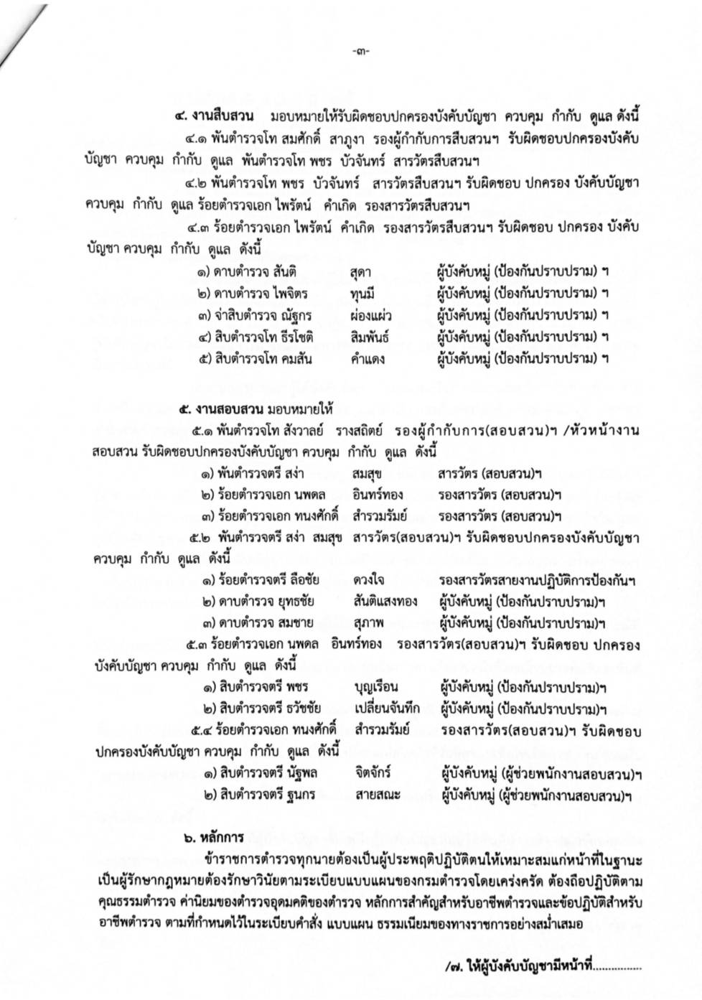 -๓-
๔. งานสืบสวน มอบหมายให้รับผิดชอบปกครองบังคับบัญชา ควบคุม กำกับ ดูแล ดังนี้
๔.๑ พันตำรวจโท สมศักดิ์ สาภูงา รองผู้กำกับการสืบสวนฯ รับผิดชอบปกครองบังคับ
บัญชา ควบคุม กำกับ ดูแล พันตำรวจโท พชร บัวจันทร์ สารวัตรสืบสวนฯ
๔.๒ พันตำรวจโท พชร บัวจันทร์ สารวัตรสืบสวนฯ รับผิดชอบ ปกครอง บังคับบัญชา
ควบคุม กำกับ ดูแล ร้อยตำรวจเอก ไพรัตน์ คำเกิด รองสารวัตรสืบสวนฯ
๔.๓ ร้อยตำรวจเอก ไพรัตน์ คำเกิด รองสารวัตรสืบสวนฯ รับผิดชอบ ปกครอง บังคับ
บัญชา ควบคุม กำกับ ดูแล ดังนี้
๑) ดาบตำรวจ สันติ สุดา ผู้บังคับหมู่ (ป้องกันปราบปราม) ฯ
๒) ดาบตำรวจ ไพจิตร ทุนมี ผู้บังคับหมู่ (ป้องกันปราบปราม) ฯ
๓) จ่าสิบตำรวจ ณัฐกร ผ่องแผ่ว ผู้บังคับหมู่ (ป้องกันปราบปราม) ฯ
๔) สิบตำรวจโท ธีรโชติ สิมพันธ์ ผู้บังคับหมู่ (ป้องกันปราบปราม) ฯ
๕) สิบตำรวจโท คมสัน คำแดง ผู้บังคับหมู่ (ป้องกันปราบปราม) ฯ
๕. งานสอบสวน มอบหมายให้
๕.๑ พันตำรวจโท สังวาลย์ รางสถิตย์ รองผู้กำกับการ(สอบสวน)ฯ /หัวหน้างาน
สอบสวน รับผิดชอบปกครองบังคับบัญชา ควบคุม กำกับ ดูแล ดังนี้
๑) พันตำรวจตรี สง่า สมสุข สารวัตร (สอบสวน)ฯ
๒) ร้อยตำรวจเอก นพดล อินทร์ทอง รองสารวัตร (สอบสวน)ฯ
๓) ร้อยตำรวจเอก ทนงศักดิ์ สำรวมรัมย์ รองสารวัตร (สอบสวน)ฯ
๕.๒ พันตำรวจตรี สง่า สมสุข สารวัตร(สอบสวน)ฯ รับผิดชอบปกครองบังคับบัญชา
ควบคุม กำกับ ดูแล ดังนี้
๑) ร้อยตำรวจตรี ลือชัย ดวงใจ รองสารวัตรสายงานปฏิบัติการป้องกันฯ
๒) ดาบตำรวจ ยุทธชัย สันติแสงทอง ผู้บังคับหมู่ (ป้องกันปราบปราม)ฯ
๓) ดาบตำรวจ สมชาย สุภาพ ผู้บังคับหมู่ (ป้องกันปราบปราม)ฯ
๕.๓ ร้อยตำรวจเอก นพดล อินทร์ทอง รองสารวัตร(สอบสวน)ฯ รับผิดชอบ ปกครอง
บังคับบัญชา ควบคุม กำกับ ดูแล ดังนี้
๑) สิบตำรวจตรี พชร บุญเรือน ผู้บังคับหมู่ (ป้องกันปราบปราม)ฯ
๒) สิบตำรวจตรี ธวัชชัย เปลี่ยนจันทึก ผู้บังคับหมู่ (ป้องกันปราบปราม)ฯ
๕.๔ ร้อยตำรวจเอก ทนงศักดิ์ สำรวมรัมย์ รองสารวัตร(สอบสวน)ฯ รับผิดชอบ
ปกครองบังคับบัญชา ควบคุม กำกับ ดูแล ดังนี้
๑) สิบตำรวจตรี นัฐพล จิตจักร์ ผู้บังคับหมู่ (ผู้ช่วยพนักงานสอบสวน)ฯ
๒) สิบตำรวจตรี ฐนกร สายสณะ ผู้บังคับหมู่ (ผู้ช่วยพนักงานสอบสวน)ฯ
๖. หลักการ
ข้าราชการตำรวจทุกนายต้องเป็นผู้ประพฤติปฏิบัติตนให้เหมาะสมแก่หน้าที่ในฐานะ
เป็นผู้รักษากฎหมายต้องรักษาวินัยตามระเบียบแบบแผนของกรมตำรวจโดยเคร่งครัด ต้องถือปฏิบัติตาม
คุณธรรมตำรวจ ค่านิยมของตำรวจอุดมคติของตำรวจ หลักการสำคัญสำหรับอาชีพตำรวจและข้อปฏิบัติสำหรับ
อาชีพตำรวจ ตามที่กำหนดไว้ในระเบียบคำสั่ง แบบแผน ธรรมเนียมของทางราชการอย่างสม่ำเสมอ
/๗. ให้ผู้บังคับบัญชามีหน้าที่................